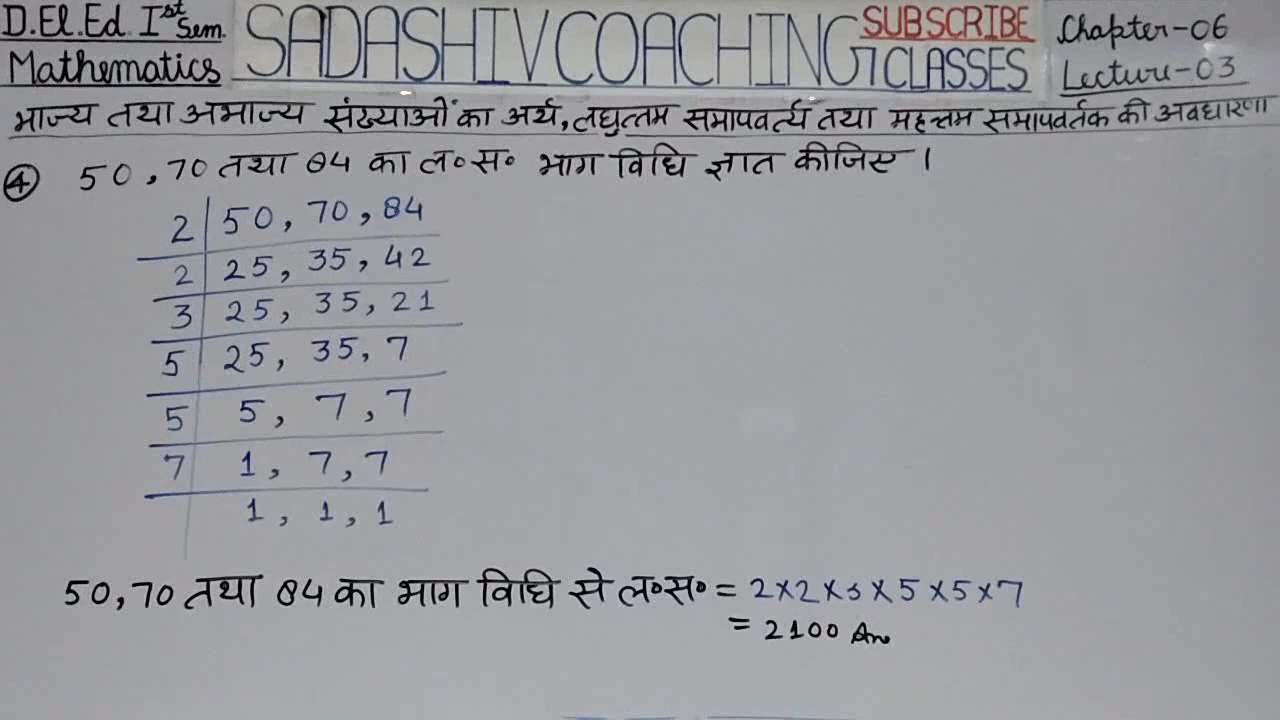 D.El.Ed Ist Sem.
Mathematics
SADASHIV COACHING CLASSES
SUBSCRIBE
Chapter-06
Lecture-03
भाज्य तथा अभाज्य संख्याओं का अर्थ, लघुत्तम समापवर्त्य तथा महत्तम समापवर्तक की अवधारणा
④ 50, 70 तथा 84 का ल॰स॰ भाग विधि ज्ञात कीजिए।
2 | 50, 70, 84
2 | 25, 35, 42
3 | 25, 35, 21
5 | 25, 35, 7
5 | 5, 7, 7
7 | 1, 7, 7
1, 1, 1
50, 70 तथा 84 का भाग विधि से ल॰स॰ = 2×2×3×5×5×7
= 2100 Ans